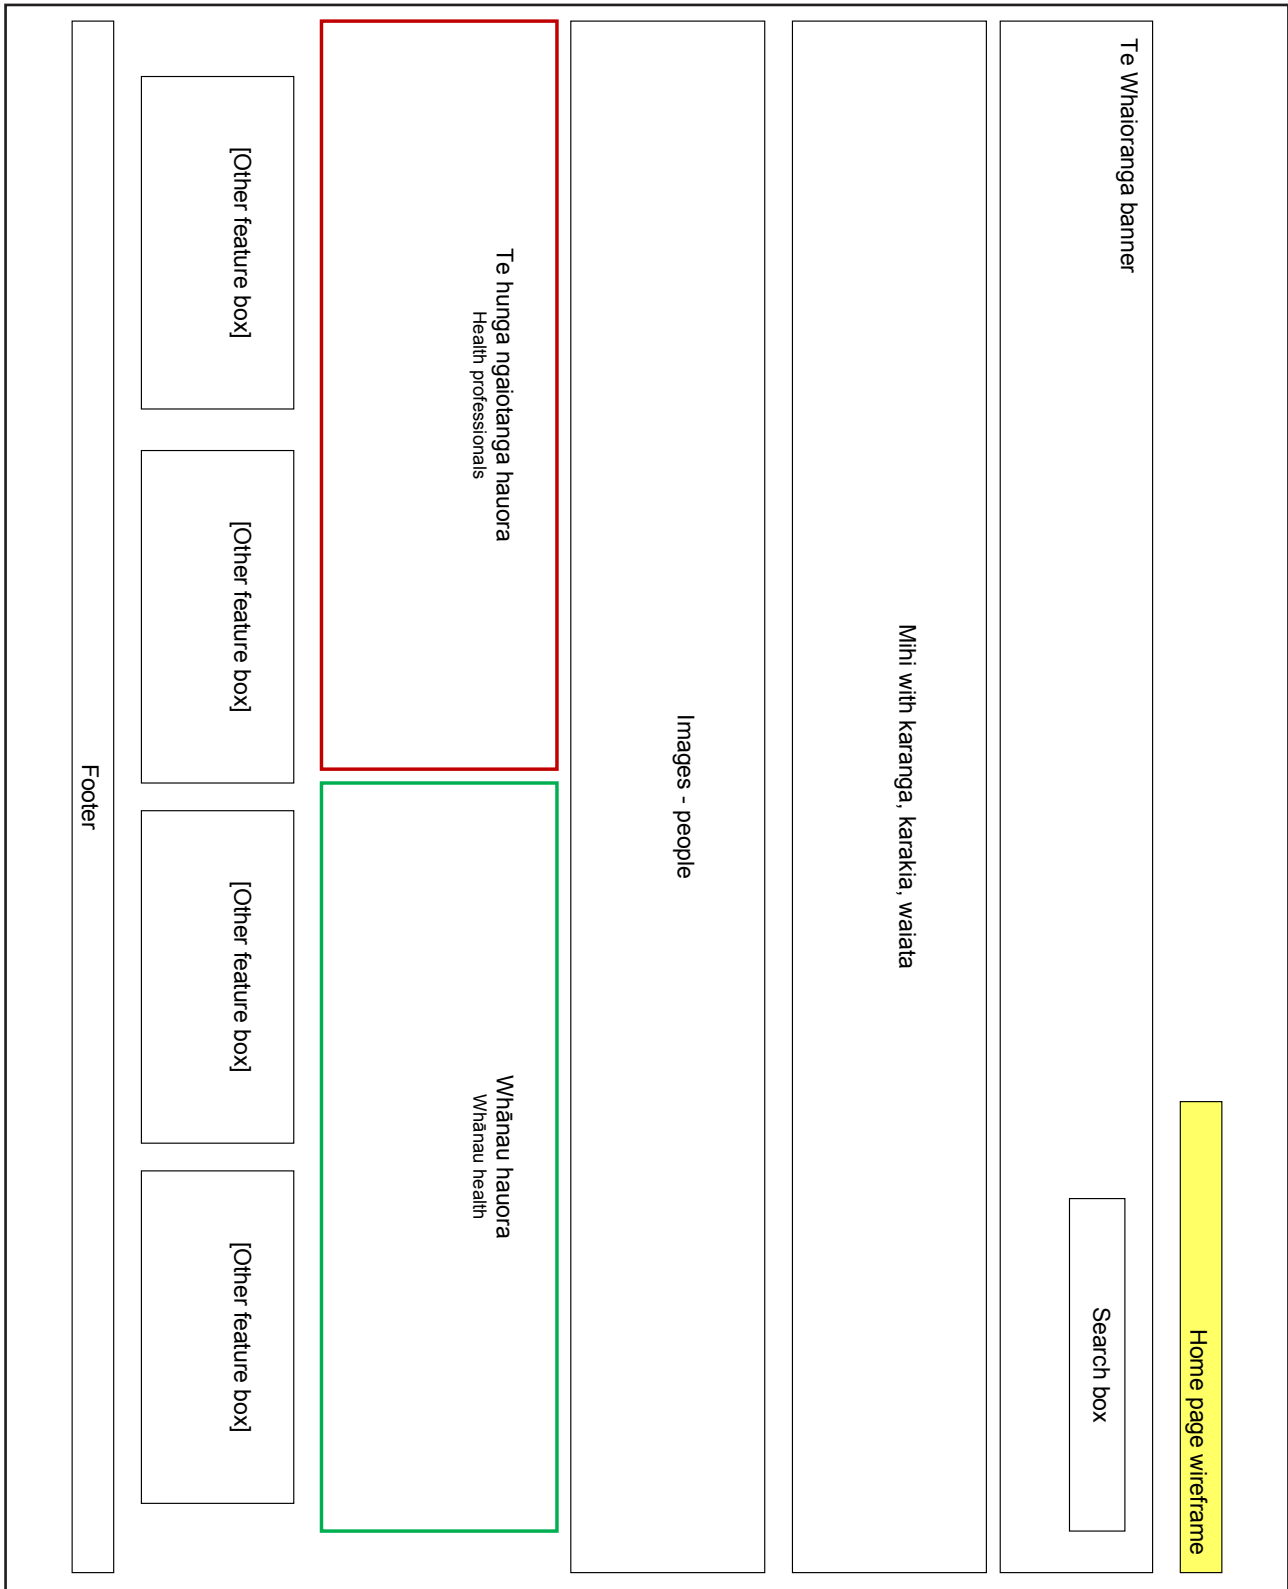 Home page wireframe
Te Whaioranga banner
Search box
Mihi with karanga, karakia, waiata
Images - people
Te hunga ngaiotanga hauora
Health professionals
Whānau hauora
Whānau health
[Other feature box]
[Other feature box]
[Other feature box]
[Other feature box]
Footer